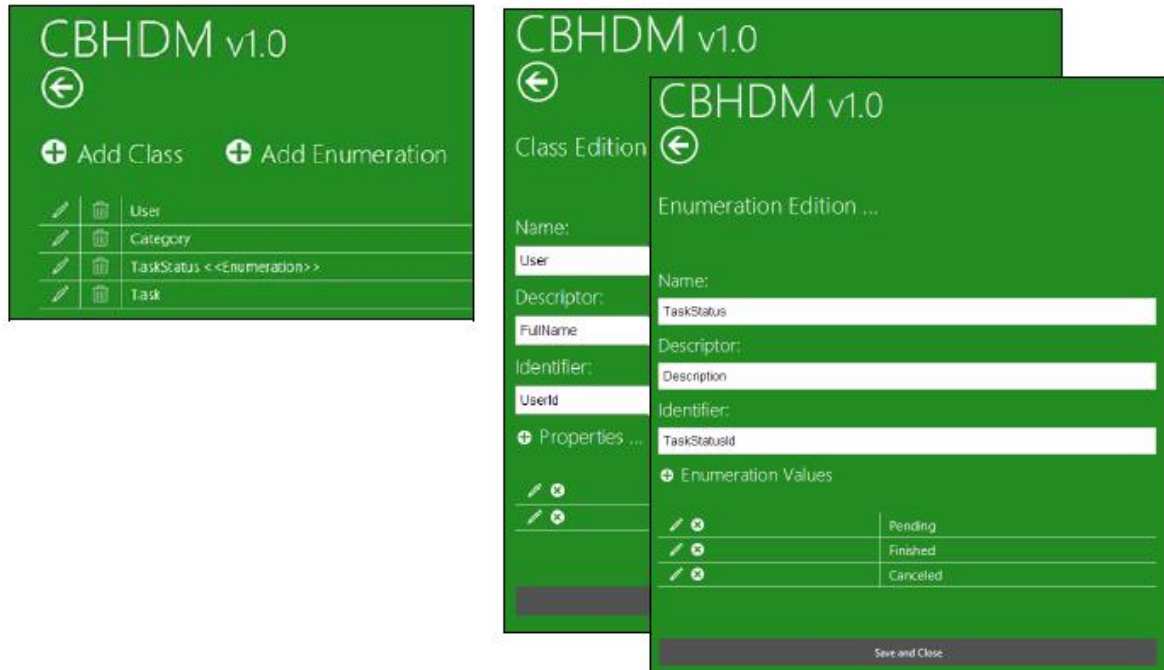 CBHDM v1.0
Add Class Add Enumeration
User
Category
TaskStatus <<Enumeration>>
Task
CBHDM v1.0
Class Edition
Name:
User
Descriptor:
FullName
Identifier:
UserId
Properties ...
CBHDM v1.0
Enumeration Edition ...
Name:
TaskStatus
Descriptor:
Description
Identifier:
TaskStatusId
Enumeration Values
Pending
Finished
Canceled
Save and Close